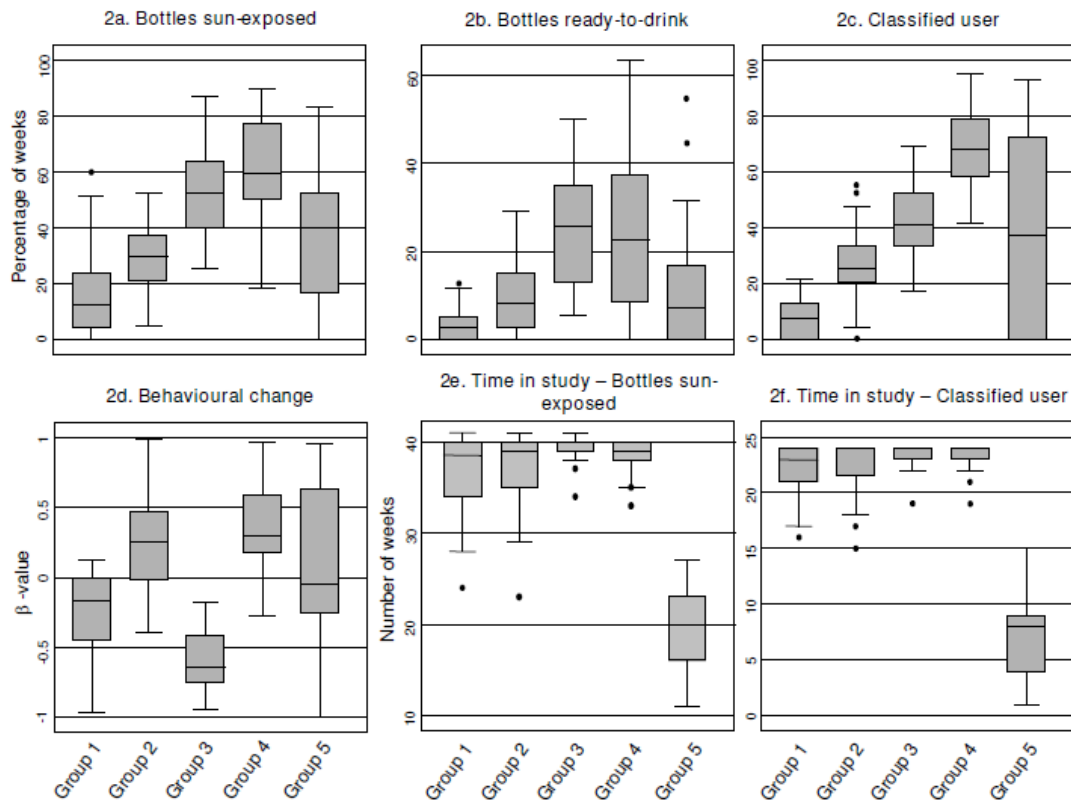 2a. Bottles sun-exposed
2b. Bottles ready-to-drink
2c. Classified user
Percentage of weeks
100
80
60
40
20
0
60
40
20
0
100
80
60
40
20
0
2d. Behavioural change
2e. Time in study – Bottles sun-
exposed
2f. Time in study – Classified user
β -value
1
0.5
0
-0.5
-1
Number of weeks
40
30
20
10
25
20
15
10
5
0
Group 1
Group 2
Group 3
Group 4
Group 5
Group 1
Group 2
Group 3
Group 4
Group 5
Group 1
Group 2
Group 3
Group 4
Group 5